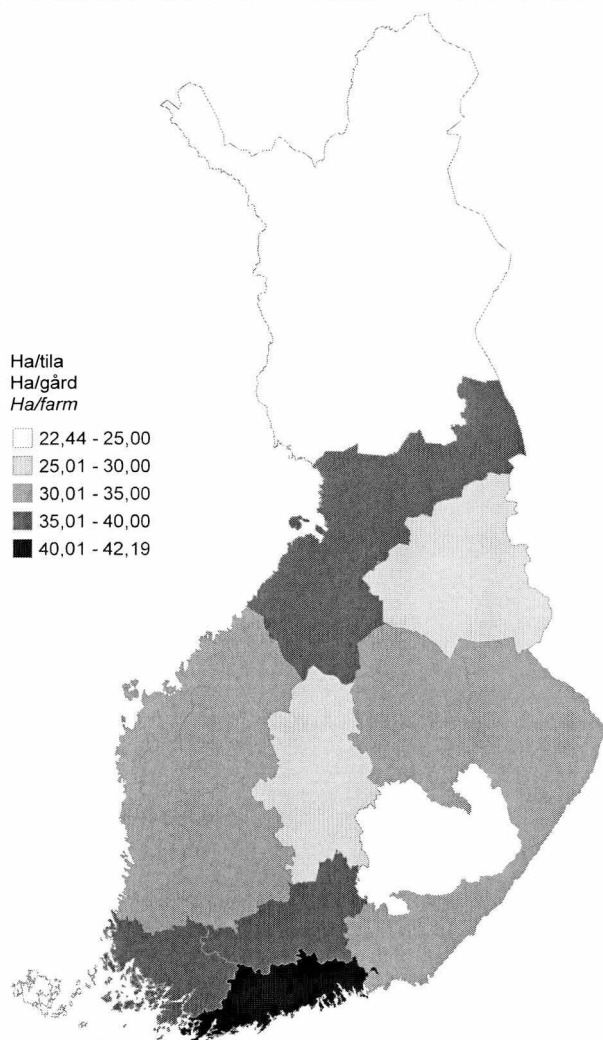 Ha/tila
Ha/gård
Ha/farm
22,44 - 25,00
25,01 - 30,00
30,01 - 35,00
35,01 - 40,00
40,01 - 42,19